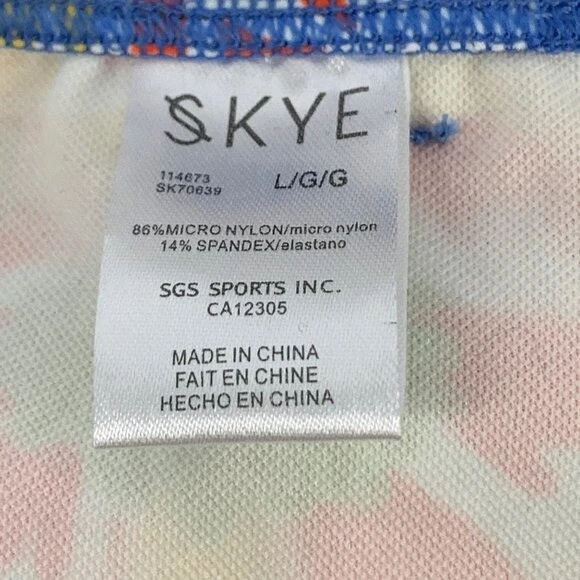 SKYE
114673
SK70639
L/G/G
86%MICRO NYLON/micro nylon
14% SPANDEX/elastano
SGS SPORTS INC.
CA12305
MADE IN CHINA
FAIT EN CHINE
HECHO EN CHINA